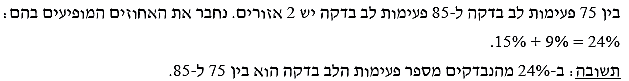 בין 75 פעימות לב בדקה ל-85 פעימות לב בדקה יש 2 אזורים. נחבר את האחוזים המופיעים בהם:
15% + 9% = 24%.
תשובה: ב-24% מהנבדקים מספר פעימות הלב בדקה הוא בין 75 ל-85.